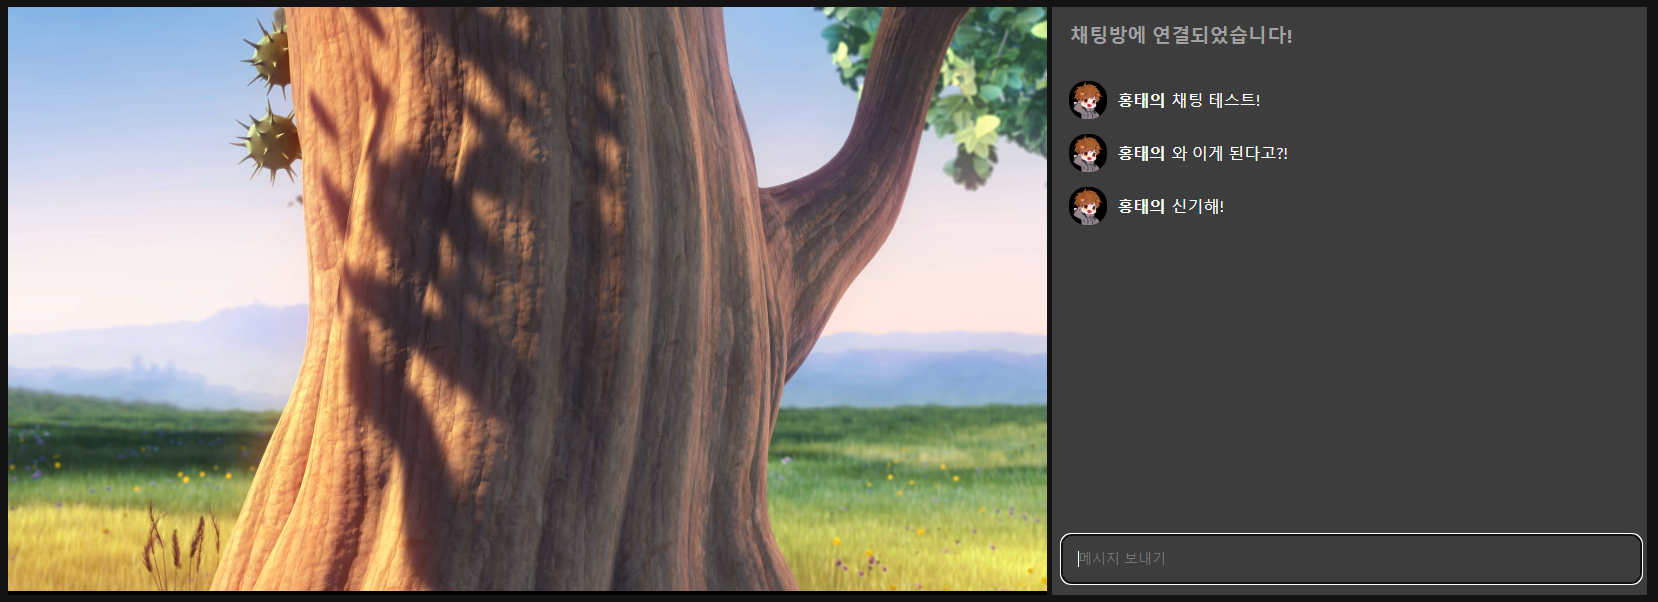 채팅방에 연결되었습니다!
홍태의 채팅 테스트!
홍태의 와 이게 된다고?!
홍태의 신기해!
메시지 보내기